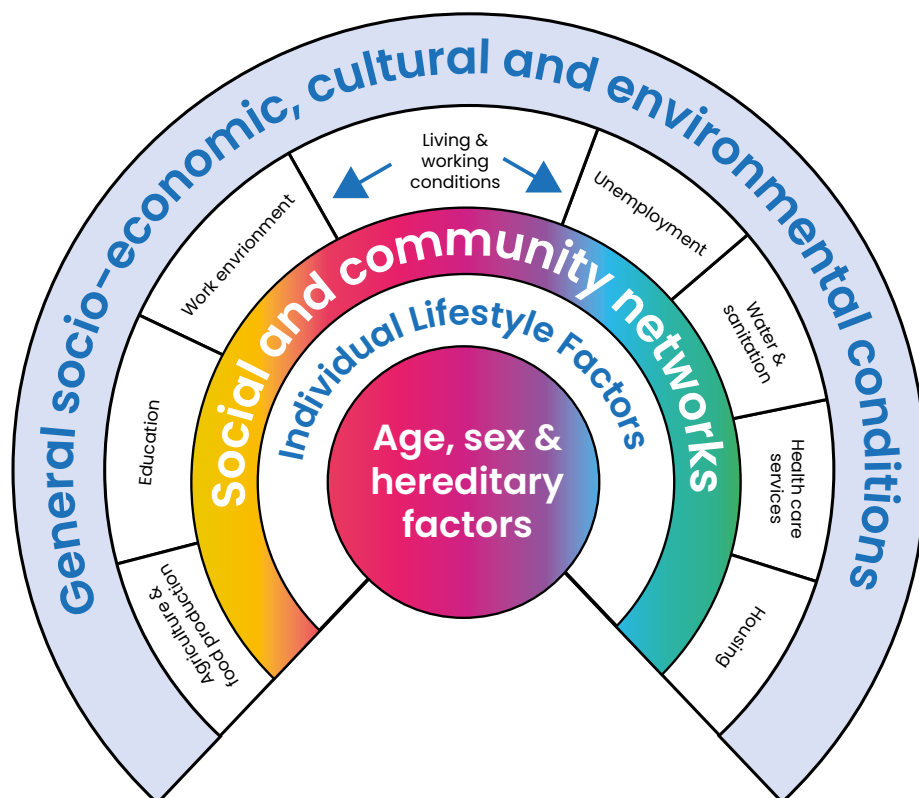 General socio-economic, cultural and environmental conditions
Living &
working
conditions
Agriculture &
food production
Education
Work envrionment
Unemployment
Water &
sanitation
Health care
services
Housing
Social and community networks
Individual Lifestyle Factors
Age, sex &
hereditary
factors